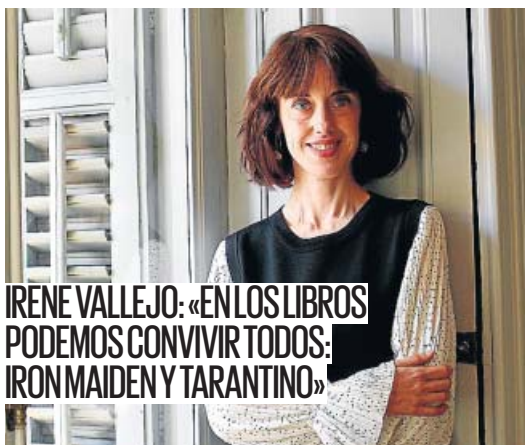 IRENE VALLEJO: «EN LOS LIBROS
PODEMOS CONVIVIR TODOS:
IRON MAIDEN Y TARANTINO»